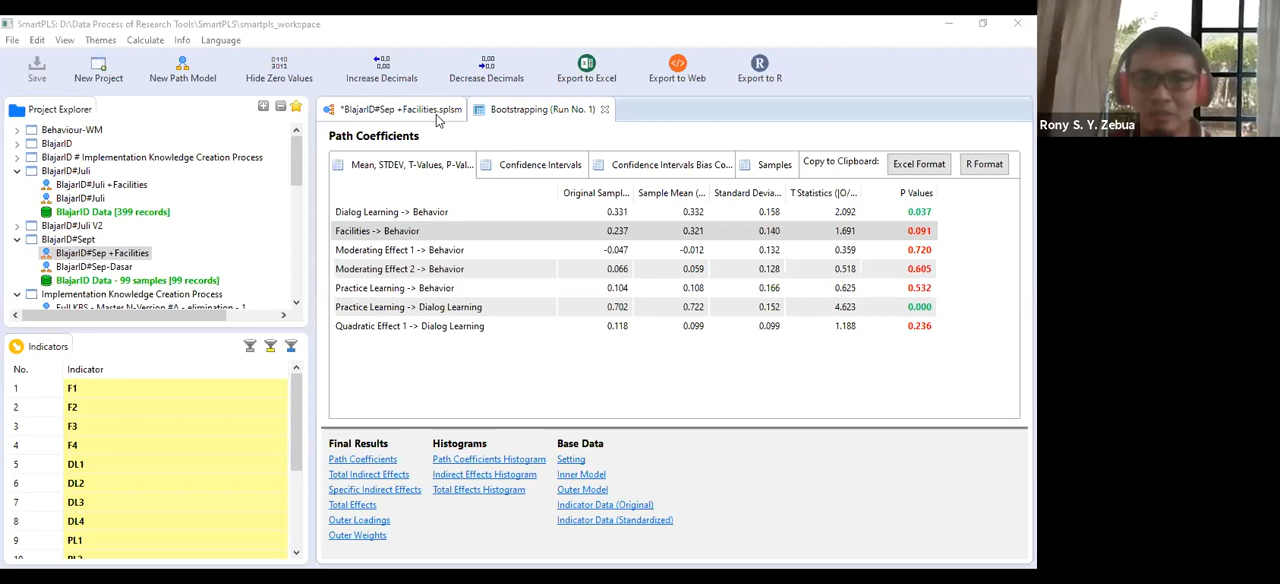 SmartPLS: D:\Data Process of Research Tools\SmartPLS\smartpls_workspace
File Edit View Themes Calculate Info Language
Save New Project New Path Model Hide Zero Values Increase Decimals Decrease Decimals Export to Excel Export to Web Export to R
Project Explorer
Behaviour-WM
BlajarID
BlajarID # Implementation Knowledge Creation Process
BlajarID#Juli
BlajarID#Juli +Facilities
BlajarID#Juli
BlajarID Data [399 records]
BlajarID#Juli V2
BlajarID#Sept
BlajarID#Sep +Facilities
BlajarID#Sep-Dasar
BlajarID Data - 99 samples [99 records]
Implementation Knowledge Creation Process
Full KBS - Master N-Version #A - elimination - 1
Indicators
No. Indicator
1 F1
2 F2
3 F3
4 F4
5 DL1
6 DL2
7 DL3
8 DL4
9 PL1
10 PL2
*BlajarID#Sep +Facilities.splsm Bootstrapping (Run No. 1)
Path Coefficients
Mean, STDEV, T-Values, P-Val... Confidence Intervals Confidence Intervals Bias Co... Samples Copy to Clipboard: Excel Format R Format
Original Sampl... Sample Mean (... Standard Devia... T Statistics (|O/... P Values
Dialog Learning -> Behavior 0.331 0.332 0.158 2.092 0.037
Facilities -> Behavior 0.237 0.321 0.140 1.691 0.091
Moderating Effect 1 -> Behavior -0.047 -0.012 0.132 0.359 0.720
Moderating Effect 2 -> Behavior 0.066 0.059 0.128 0.518 0.605
Practice Learning -> Behavior 0.104 0.108 0.166 0.625 0.532
Practice Learning -> Dialog Learning 0.702 0.722 0.152 4.623 0.000
Quadratic Effect 1 -> Dialog Learning 0.118 0.099 0.099 1.188 0.236
Final Results Histograms Base Data
Path Coefficients Path Coefficients Histogram Setting
Total Indirect Effects Indirect Effects Histogram Inner Model
Specific Indirect Effects Total Effects Histogram Outer Model
Total Effects Indicator Data (Original)
Outer Loadings Indicator Data (Standardized)
Outer Weights
Rony S. Y. Zebua